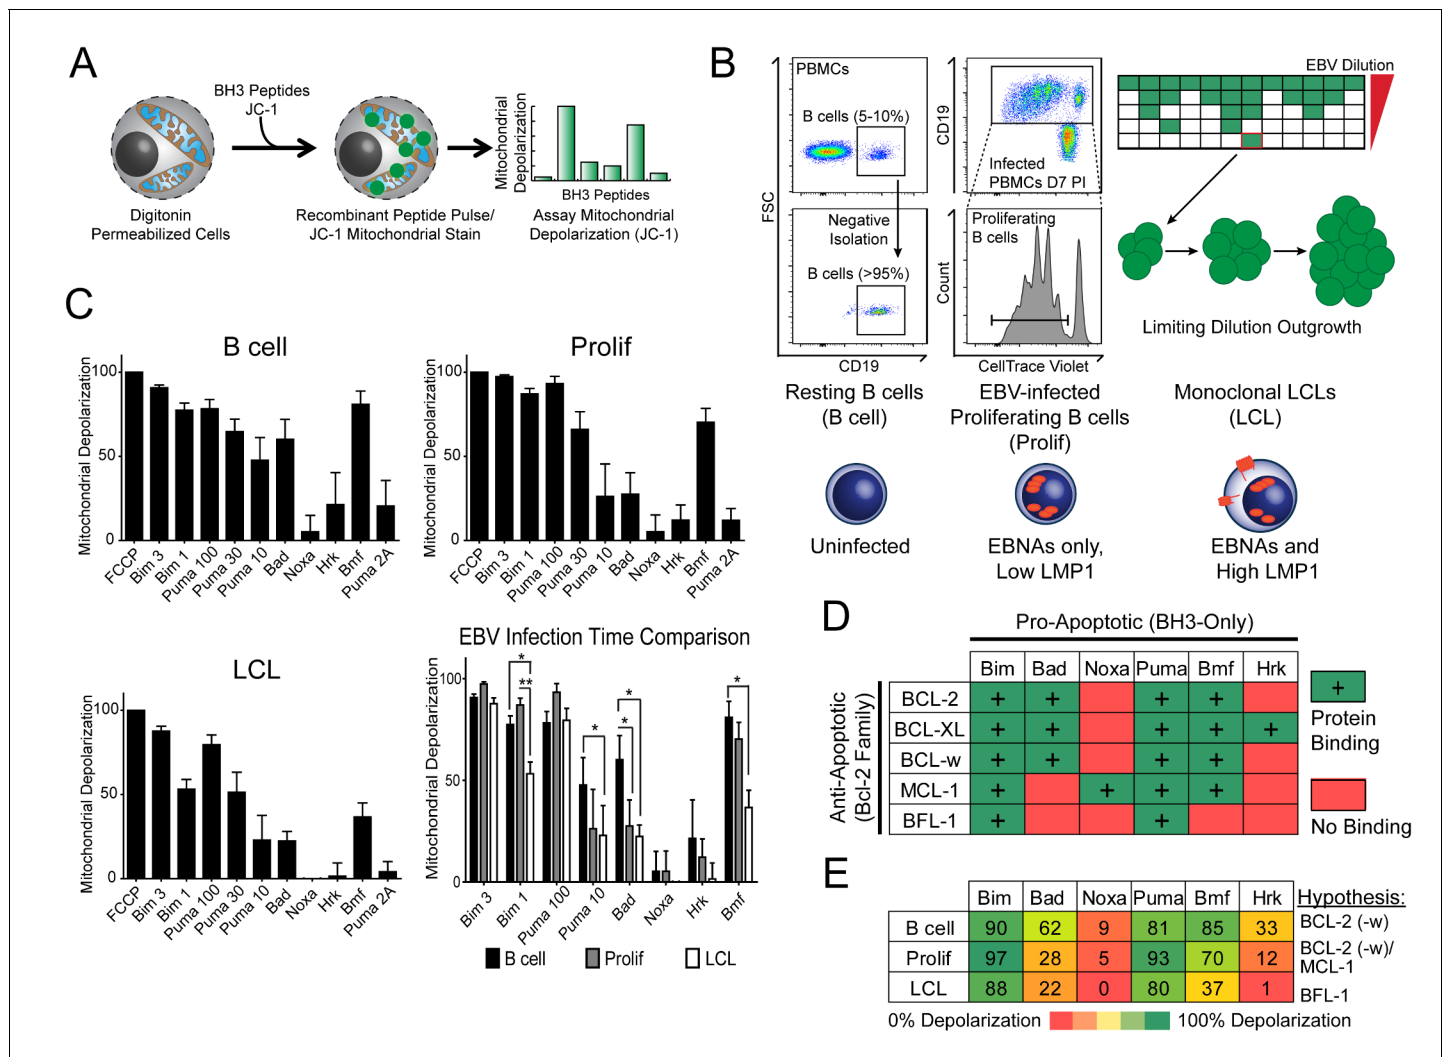 A
BH3 Peptides
JC-1
Digitonin
Permeabilized Cells
Recombinant Peptide Pulse/
JC-1 Mitochondrial Stain
Mitochondrial
Depolarization
BH3 Peptides
Assay Mitochondrial
Depolarization (JC-1)
B
PBMCs
B cells (5-10%)
FSC
Negative
Isolation
B cells (>95%)
CD19
Resting B cells
(B cell)
Uninfected
CD19
Infected
PBMCs D7 PI
Proliferating
B cells
Count
CellTrace Violet
EBV-infected
Proliferating B cells
(Prolif)
EBNAs only,
Low LMP1
EBV Dilution
Limiting Dilution Outgrowth
Monoclonal LCLs
(LCL)
EBNAs and
High LMP1
C
B cell
Mitochondrial Depolarization
100
50
0
FCCP
Bim 3
Bim 1
Puma 100
Puma 30
Puma 10
Bad
Noxa
Hrk
Bmf
Puma 2A
Prolif
Mitochondrial Depolarization
100
50
0
FCCP
Bim 3
Bim 1
Puma 100
Puma 30
Puma 10
Bad
Noxa
Hrk
Bmf
Puma 2A
LCL
Mitochondrial Depolarization
100
50
0
FCCP
Bim 3
Bim 1
Puma 100
Puma 30
Puma 10
Bad
Noxa
Hrk
Bmf
Puma 2A
EBV Infection Time Comparison
Mitochondrial Depolarization
100
50
0
*
**
*
*
*
*
Bim 3
Bim 1
Puma 100
Puma 10
Bad
Noxa
Hrk
Bmf
B cell Prolif LCL
D
Pro-Apoptotic (BH3-Only)
Anti-Apoptotic
(Bcl-2 Family)
Bim Bad Noxa Puma Bmf Hrk
BCL-2 + + + +
BCL-XL + + + + +
BCL-w + + + +
MCL-1 + + + +
BFL-1 + +
+
Protein
Binding
No Binding
E
Bim Bad Noxa Puma Bmf Hrk Hypothesis:
B cell 90 62 9 81 85 33 BCL-2 (-w)
Prolif 97 28 5 93 70 12 BCL-2 (-w)/
MCL-1
LCL 88 22 0 80 37 1 BFL-1
0% Depolarization 100% Depolarization